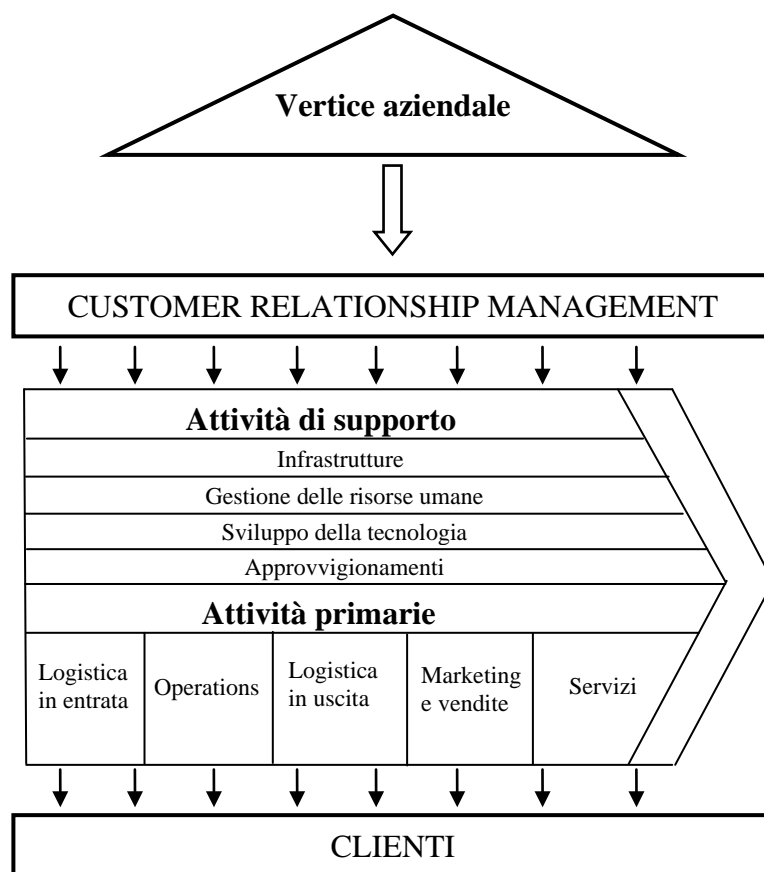 Vertice aziendale
CUSTOMER RELATIONSHIP MANAGEMENT
Attività di supporto
Infrastrutture
Gestione delle risorse umane
Sviluppo della tecnologia
Approvvigionamenti
Attività primarie
Logistica
in entrata
Operations
Logistica
in uscita
Marketing
e vendite
Servizi
CLIENTI